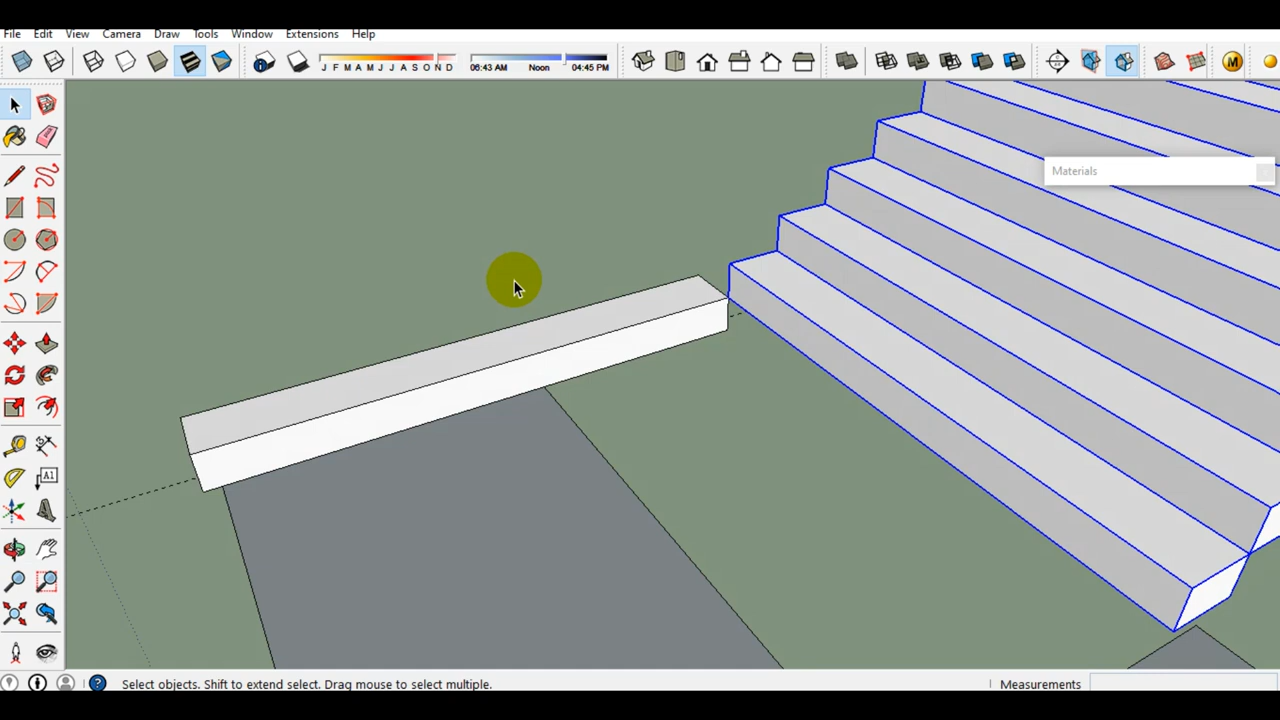 File Edit View Camera Draw Tools Window Extensions Help
J F M A M J J A S O N D
06:43 AM Noon 04:45 PM
M
Materials
A1
Select objects. Shift to extend select. Drag mouse to select multiple.
Measurements